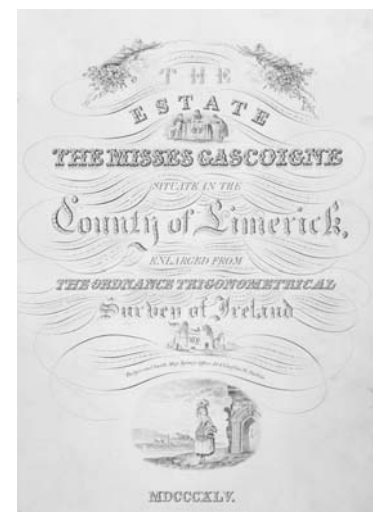 THE
ESTATE
OF
THE MISSES GASCOIGNE
SITUATE IN THE
County of Limerick,
ENLARGED FROM
THE ORDNANCE TRIGONOMETRICAL
Survey of Ireland
MDCCCXLV.